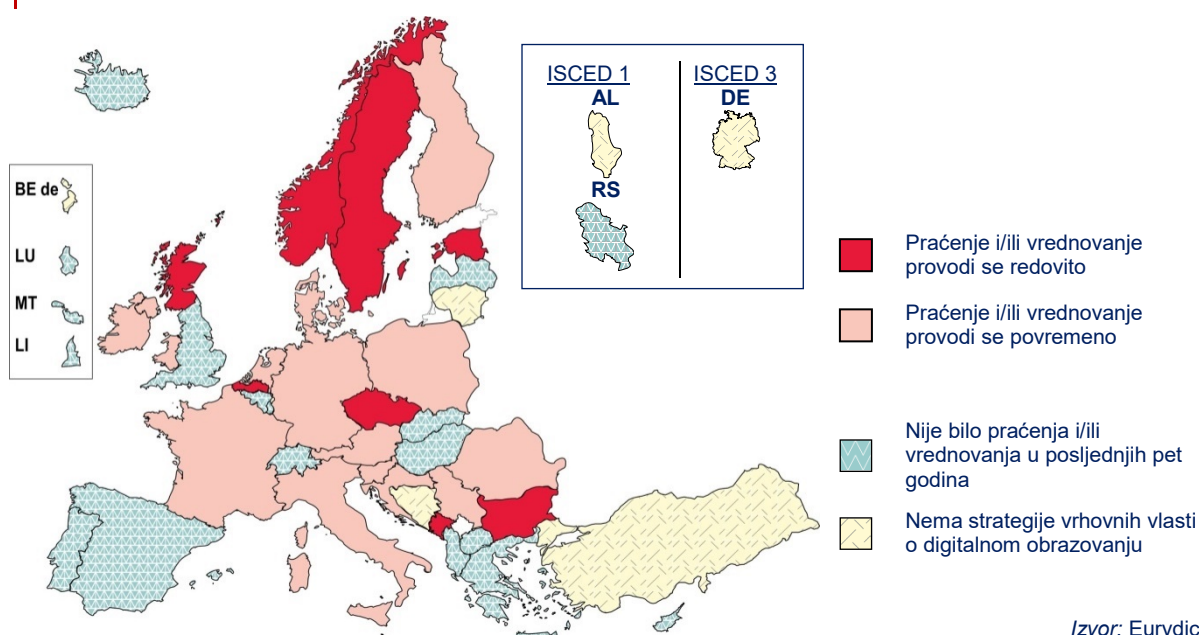 ISCED 1
AL
RS
ISCED 3
DE
BE de
LU
MT
LI
Praćenje i/ili vrednovanje
provodi se redovito
Praćenje i/ili vrednovanje
provodi se povremeno
Nije bilo praćenja i/ili
vrednovanja u posljednjih pet
godina
Nema strategije vrhovnih vlasti
o digitalnom obrazovanju
Izvor: Eurydic